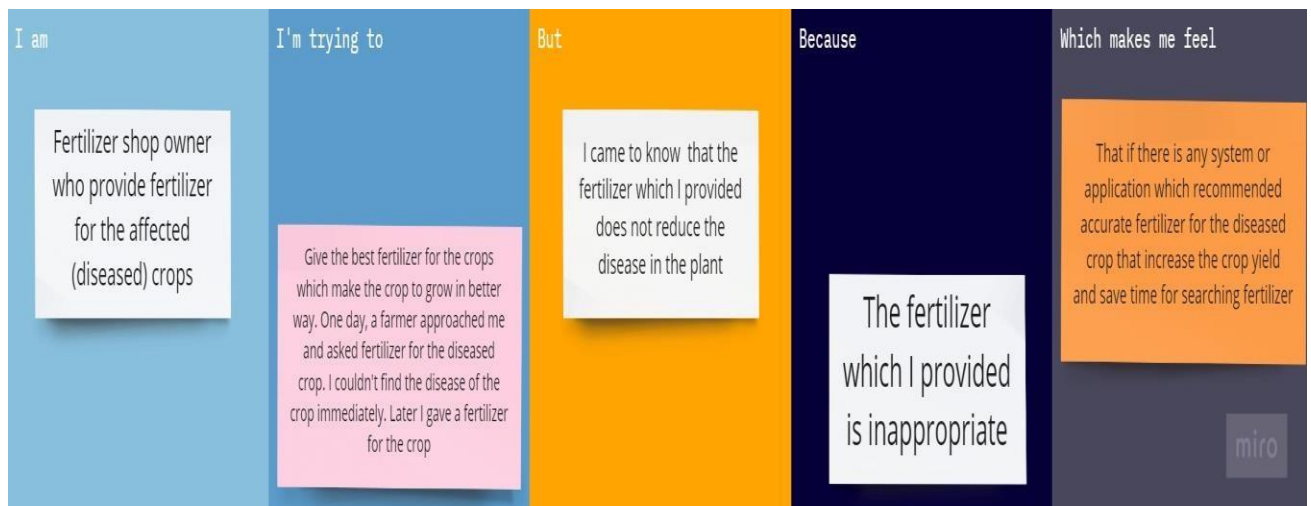 I am
Fertilizer shop owner
who provide fertilizer
for the affected
(diseased) crops
I'm trying to
Give the best fertilizer for the crops
which make the crop to grow in better
way. One day, a farmer approached me
and asked fertilizer for the diseased
crop. I couldn't find the disease of the
crop immediately. Later I gave a fertilizer
for the crop
But
I came to know that the
fertilizer which I provided
does not reduce the
disease in the plant
Because
The fertilizer
which I provided
is inappropriate
Which makes me feel
That if there is any system or
application which recommended
accurate fertilizer for the diseased
crop that increase the crop yield
and save time for searching fertilizer
miro